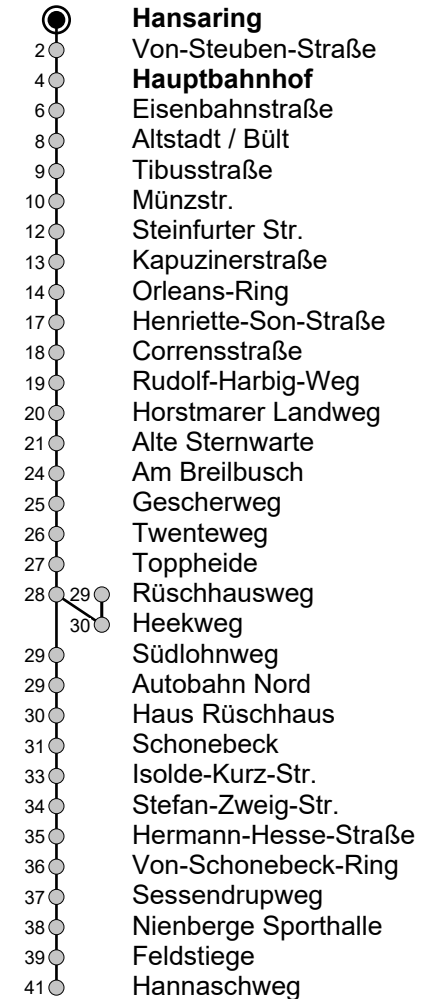 Hansaring
2 Von-Steuben-Straße
4 Hauptbahnhof
6 Eisenbahnstraße
8 Altstadt / Bült
9 Tibusstraße
10 Münzstr.
12 Steinfurter Str.
13 Kapuzinerstraße
14 Orleans-Ring
17 Henriette-Son-Straße
18 Corrensstraße
19 Rudolf-Harbig-Weg
20 Horstmarer Landweg
21 Alte Sternwarte
24 Am Breilbusch
25 Gescherweg
26 Twenteweg
27 Toppheide
28 29 Rüschhausweg
30 Heekweg
29 Südlohnweg
29 Autobahn Nord
30 Haus Rüschhaus
31 Schonebeck
33 Isolde-Kurz-Str.
34 Stefan-Zweig-Str.
35 Hermann-Hesse-Straße
36 Von-Schonebeck-Ring
37 Sessendrupweg
38 Nienberge Sporthalle
39 Feldstiege
41 Hannaschweg